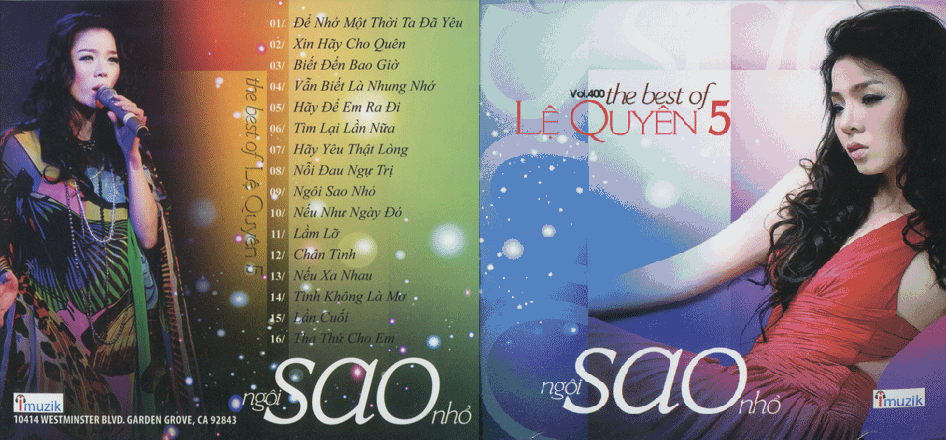 01/ Để Nhớ Một Thời Ta Đã Yêu
02/ Xin Hãy Cho Quên
03/ Biết Đến Bao Giờ
04/ Vẫn Biết Là Nhung Nhớ
05/ Hãy Để Em Ra Đi
06/ Tìm Lại Lần Nữa
07/ Hãy Yêu Thật Lòng
08/ Nỗi Đau Ngự Trị
09/ Ngôi Sao Nhỏ
10/ Nếu Như Ngày Đó
11/ Lầm Lỡ
12/ Chân Tình
13/ Nếu Xa Nhau
14/ Tình Không Là Mơ
15/ Lần Cuối
16/ Tha Thứ Cho Em
the best of Lệ Quyên 5
ngôi sao nhỏ
muzik
10414 WESTMINSTER BLVD. GARDEN GROVE, CA 92843
Vol.400 the best of
LỆ QUYÊN 5
ngôi sao nhỏ
muzik